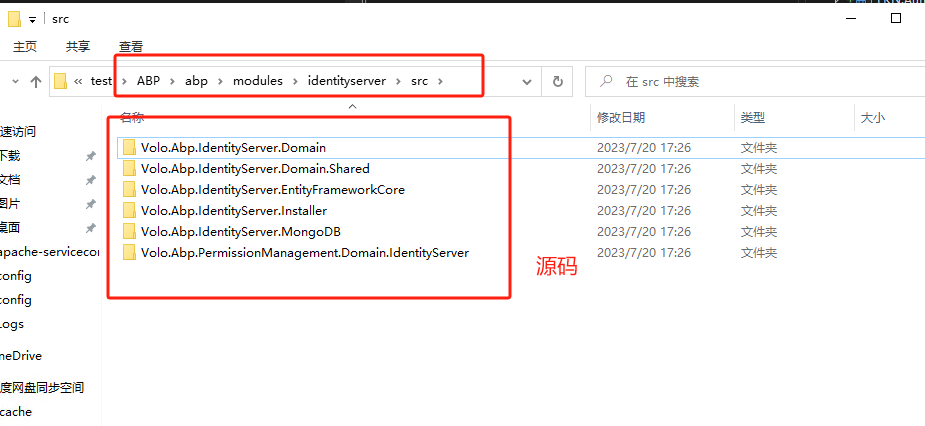 src
主页 共享 查看
« test › ABP › abp › modules › identityserver › src › 在 src 中搜索
名称 修改日期 类型 大小
速访问
下载
文档
图片
桌面
apache-servicecon
config
config
Logs
neDrive
度网盘同步空间
cache
Volo.Abp.IdentityServer.Domain 2023/7/20 17:26 文件夹
Volo.Abp.IdentityServer.Domain.Shared 2023/7/20 17:26 文件夹
Volo.Abp.IdentityServer.EntityFrameworkCore 2023/7/20 17:26 文件夹
Volo.Abp.IdentityServer.Installer 2023/7/20 17:26 文件夹
Volo.Abp.IdentityServer.MongoDB 2023/7/20 17:26 文件夹
Volo.Abp.PermissionManagement.Domain.IdentityServer 2023/7/20 17:26 文件夹
源码